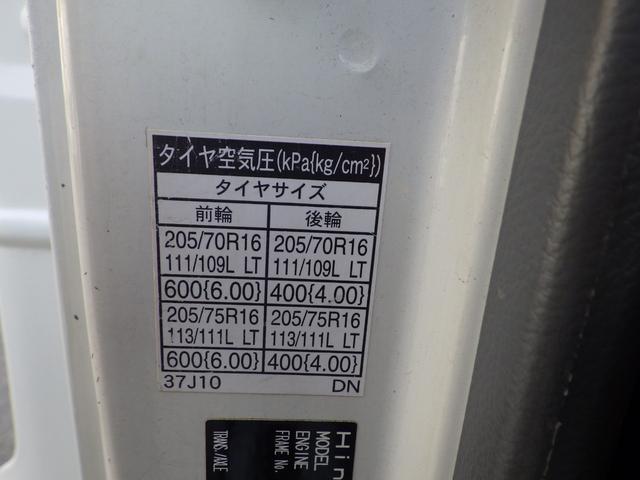 タイヤ空気圧(kPa{kg/cm²})
タイヤサイズ
前輪 後輪
205/70R16 205/70R16
111/109L LT 111/109L LT
600{6.00} 400{4.00}
205/75R16 205/75R16
113/111L LT 113/111L LT
600{6.00} 400{4.00}
37J10 DN
Hin
MODEL
ENGINE
FRAME No.
TRANS./AXLE